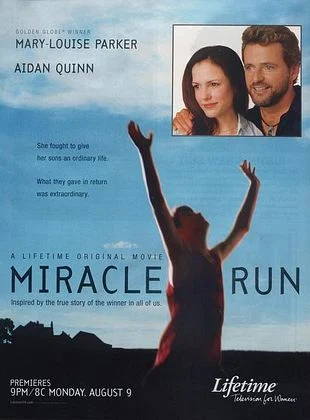 GOLDEN GLOBE® WINNER
MARY-LOUISE PARKER
AIDAN QUINN
She fought to give
her sons an ordinary life.
What they gave in return
was extraordinary.
A LIFETIME ORIGINAL MOVIE
MIRACLE RUN
Inspired by the true story of the winner in all of us.
PREMIERES
9PM/8C MONDAY, AUGUST 9
Lifetime
Television for Women